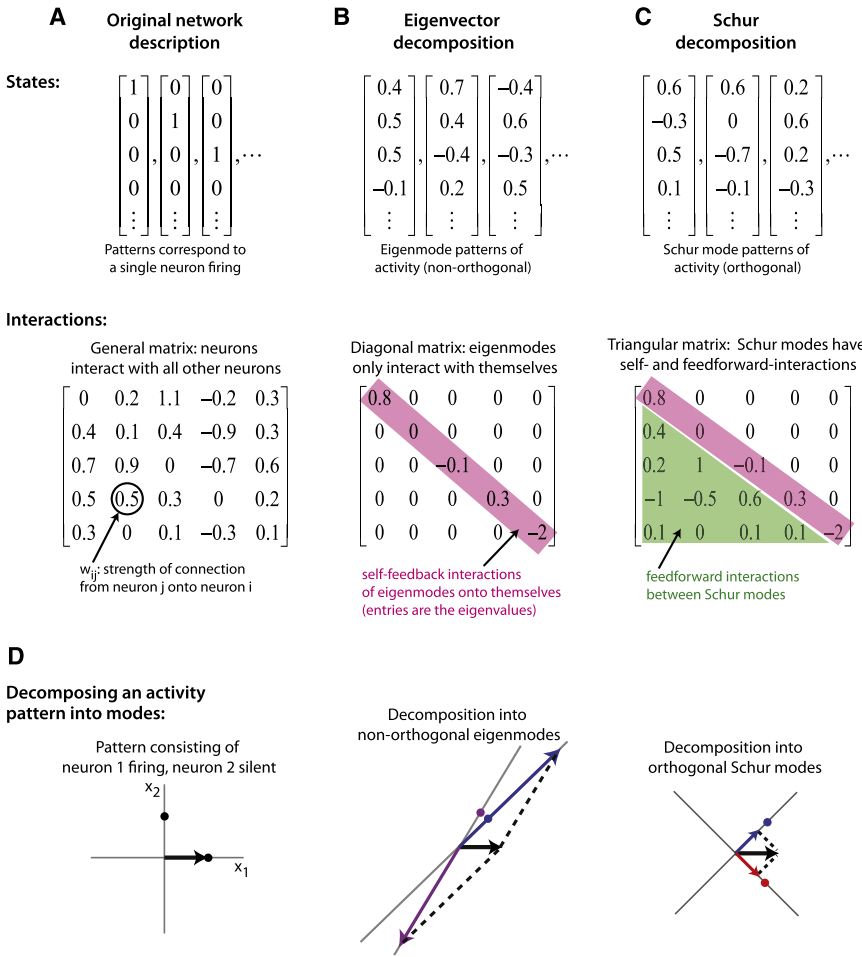 A
Original network
description
B
Eigenvector
decomposition
C
Schur
decomposition
States:
1 0 0
0 1 0
0 , 0 , 1 ,⋯
0 0 0
⋮ ⋮ ⋮
Patterns correspond to
a single neuron firing
0.4 0.7 −0.4
0.5 0.4 0.6
0.5 , −0.4 , −0.3 ,⋯
−0.1 0.2 0.5
⋮ ⋮ ⋮
Eigenmode patterns of
activity (non-orthogonal)
0.6 0.6 0.2
−0.3 0 0.6
0.5 , −0.7 , 0.2 ,⋯
0.1 −0.1 −0.3
⋮ ⋮ ⋮
Schur mode patterns of
activity (orthogonal)
Interactions:
General matrix: neurons
interact with all other neurons
0 0.2 1.1 −0.2 0.3
0.4 0.1 0.4 −0.9 0.3
0.7 0.9 0 −0.7 0.6
0.5 0.5 0.3 0 0.2
0.3 0 0.1 −0.3 0.1
wij: strength of connection
from neuron j onto neuron i
Diagonal matrix: eigenmodes
only interact with themselves
0.8 0 0 0 0
0 0 0 0 0
0 0 −0.1 0 0
0 0 0 0.3 0
0 0 0 0 −2
self-feedback interactions
of eigenmodes onto themselves
(entries are the eigenvalues)
Triangular matrix: Schur modes have
self- and feedforward-interactions
0.8 0 0 0 0
0.4 0 0 0 0
0.2 1 −0.1 0 0
−1 −0.5 0.6 0.3 0
0.1 0 0.1 0.1 −2
feedforward interactions
between Schur modes
D
Decomposing an activity
pattern into modes:
Pattern consisting of
neuron 1 firing, neuron 2 silent
x2
x1
Decomposition into
non-orthogonal eigenmodes
Decomposition into
orthogonal Schur modes